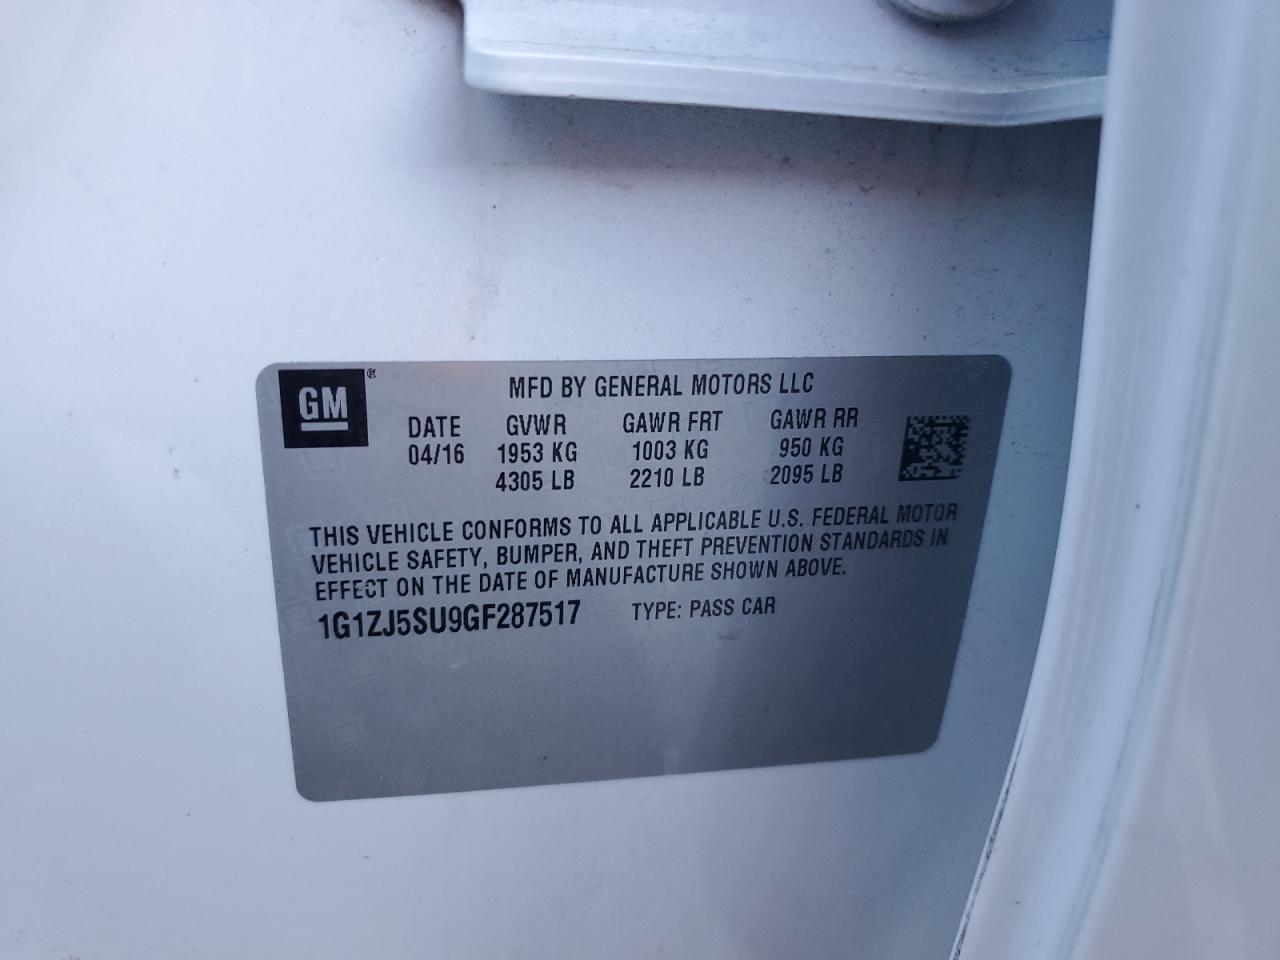 GM
MFD BY GENERAL MOTORS LLC
DATE GVWR GAWR FRT GAWR RR
04/16 1953 KG 1003 KG 950 KG
4305 LB 2210 LB 2095 LB
THIS VEHICLE CONFORMS TO ALL APPLICABLE U.S. FEDERAL MOTOR
VEHICLE SAFETY, BUMPER, AND THEFT PREVENTION STANDARDS IN
EFFECT ON THE DATE OF MANUFACTURE SHOWN ABOVE.
1G1ZJ5SU9GF287517 TYPE: PASS CAR